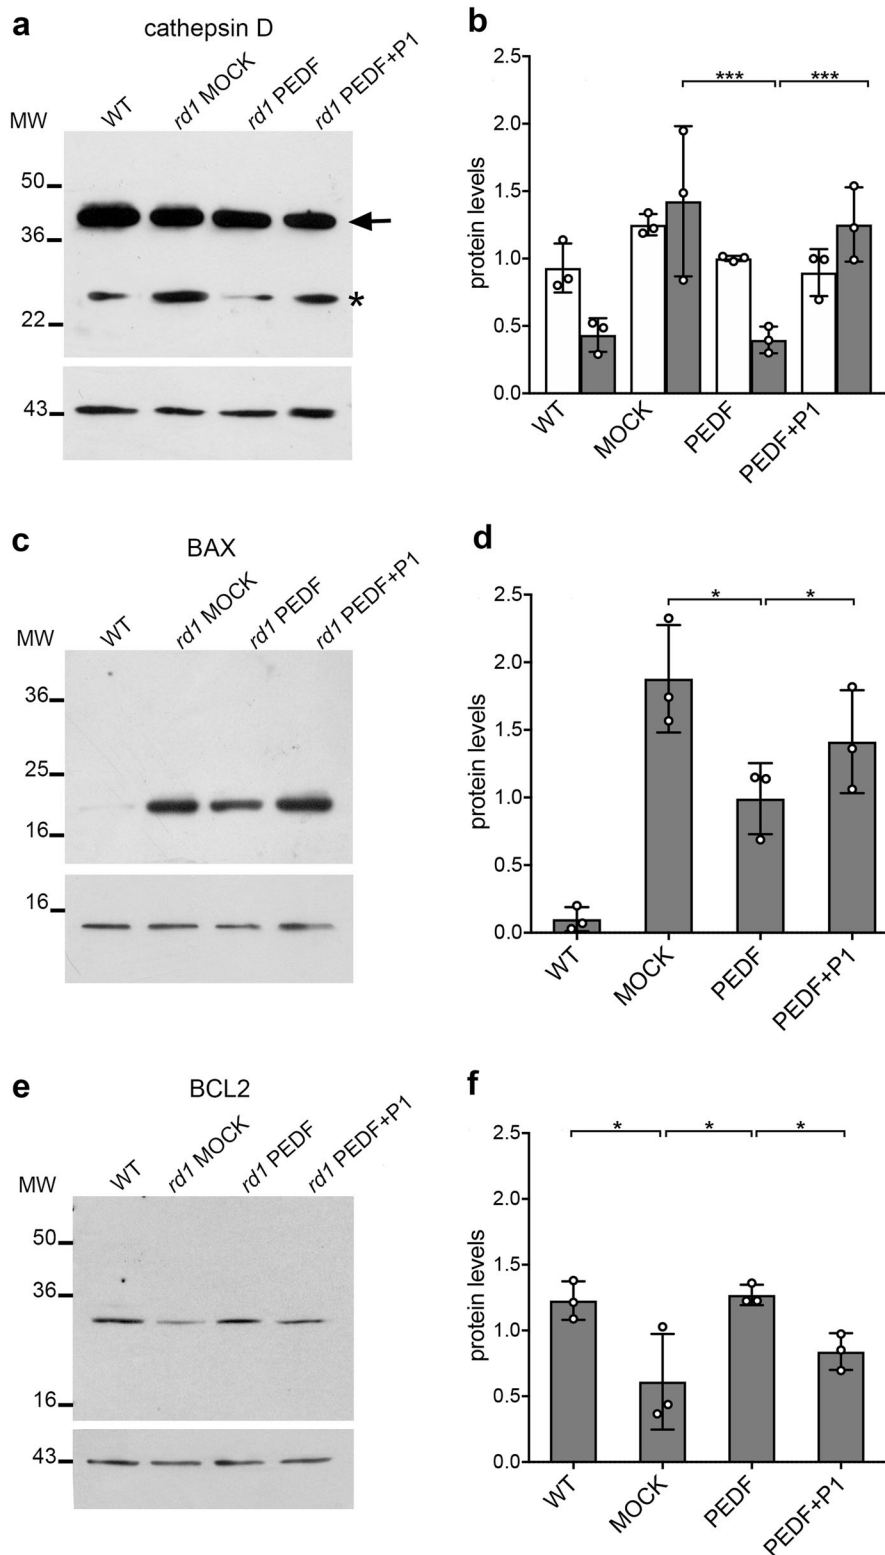 a
cathepsin D
MW
WT
rd1 MOCK
rd1 PEDF
rd1 PEDF+P1
50
36
22
*
43
b
protein levels
2.5
2.0
1.5
1.0
0.5
0.0
*** ***
WT
MOCK
PEDF
PEDF+P1
c
BAX
MW
WT
rd1 MOCK
rd1 PEDF
rd1 PEDF+P1
36
25
16
16
d
protein levels
2.5
2.0
1.5
1.0
0.5
0.0
* *
WT
MOCK
PEDF
PEDF+P1
e
BCL2
MW
WT
rd1 MOCK
rd1 PEDF
rd1 PEDF+P1
50
36
16
43
f
protein levels
2.5
2.0
1.5
1.0
0.5
0.0
* * *
WT
MOCK
PEDF
PEDF+P1